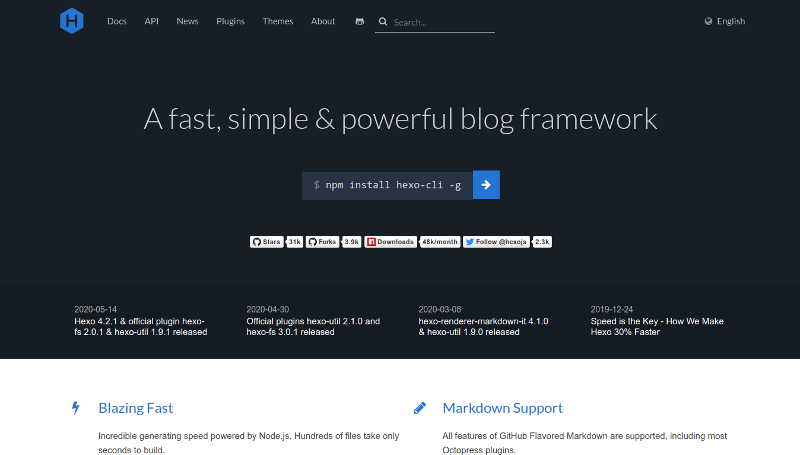 H
Docs API News Plugins Themes About Search... English
A fast, simple & powerful blog framework
$ npm install hexo-cli -g
Stars 31k Forks 3.9k Downloads 48k/month Follow @hexojs 2.3k
2020-05-14
Hexo 4.2.1 & official plugin hexo-
fs 2.0.1 & hexo-util 1.9.1 released
2020-04-30
Official plugins hexo-util 2.1.0 and
hexo-fs 3.0.1 released
2020-03-08
hexo-renderer-markdown-it 4.1.0
& hexo-util 1.9.0 released
2019-12-24
Speed is the Key - How We Make
Hexo 30% Faster
Blazing Fast
Incredible generating speed powered by Node.js. Hundreds of files take only
seconds to build.
Markdown Support
All features of GitHub Flavored Markdown are supported, including most
Octopress plugins.